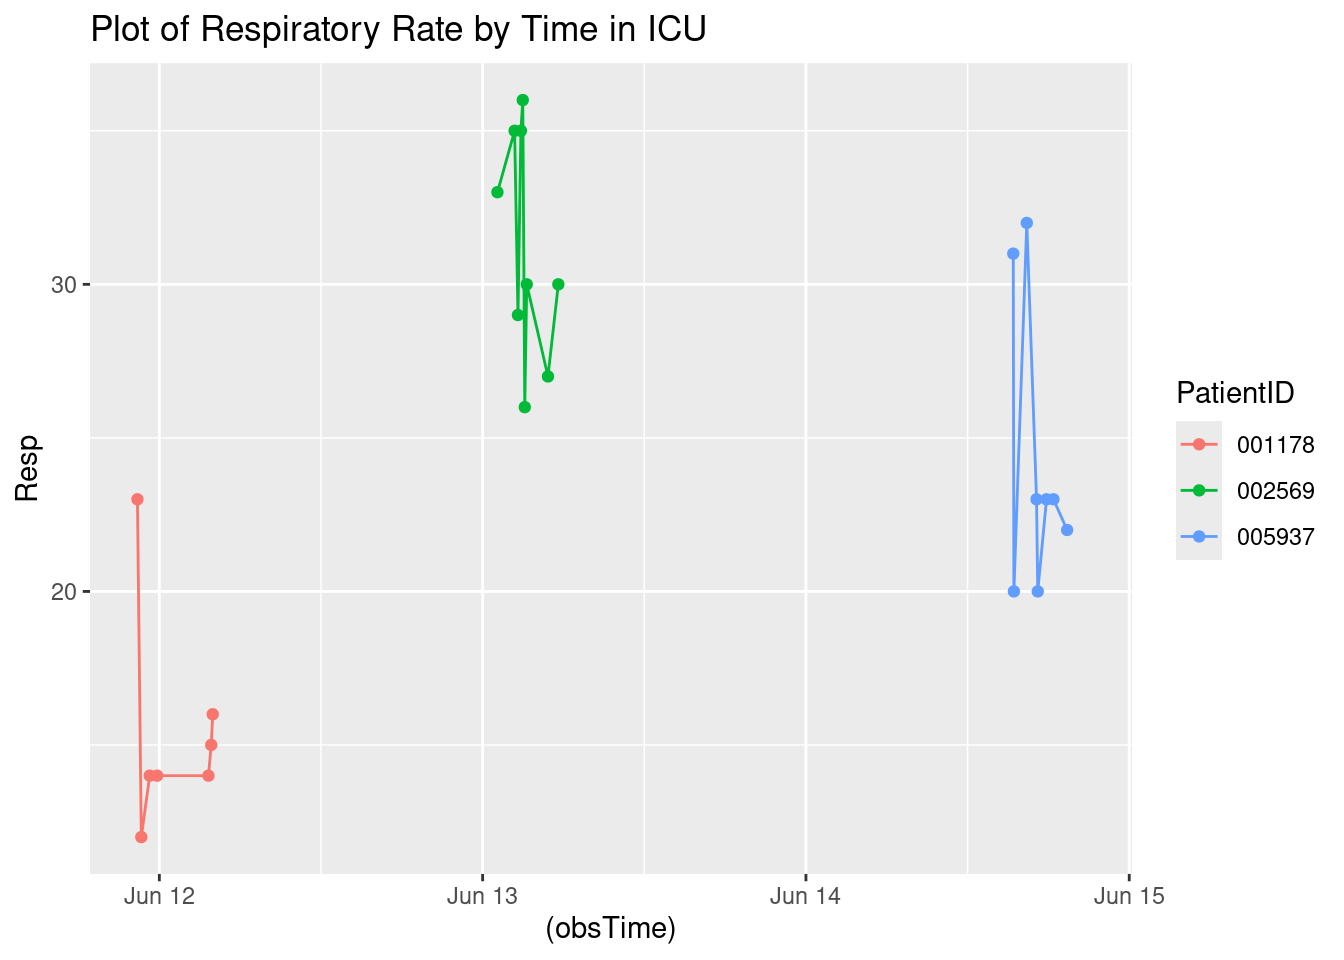 Plot of Respiratory Rate by Time in ICU
30
20
Resp
Jun 12
Jun 13
Jun 14
Jun 15
(obsTime)
PatientID
001178
002569
005937